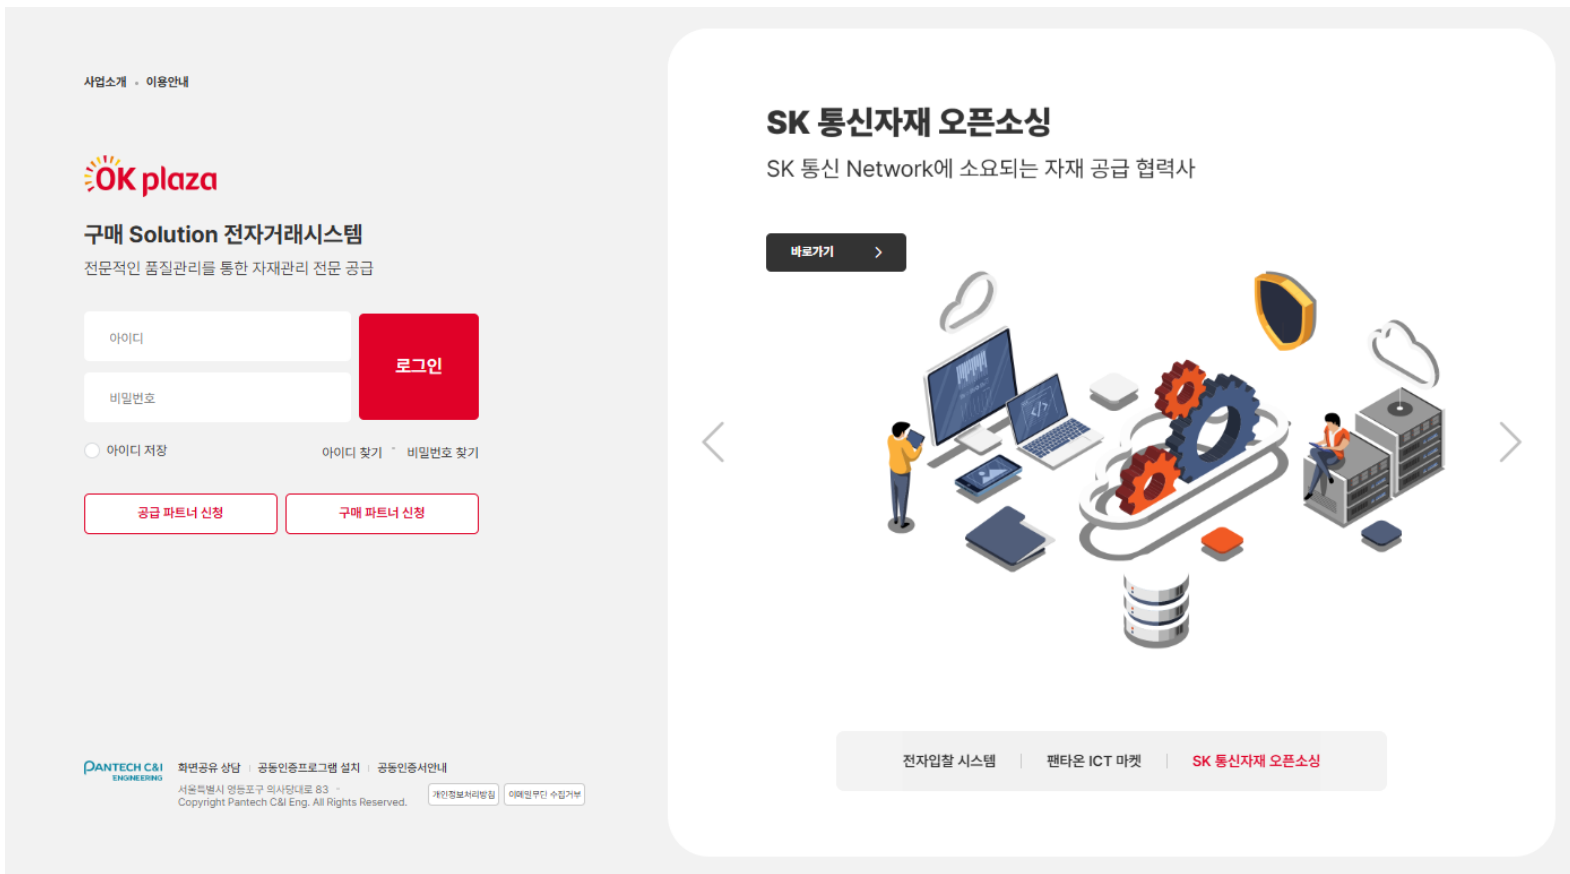 사업소개 • 이용안내
OK plaza
구매 Solution 전자거래시스템
전문적인 품질관리를 통한 자재관리 전문 공급
아이디
로그인
비밀번호
아이디 저장
아이디 찾기 • 비밀번호 찾기
공급 파트너 신청
구매 파트너 신청
PANTECH C&I
ENGINEERING
화면공유 상담 | 공동인증프로그램 설치 | 공동인증서안내
서울특별시 영등포구 의사당대로 83 -
Copyright Pantech C&I Eng. All Rights Reserved.
개인정보처리방침
이메일무단 수집거부
SK 통신자재 오픈소싱
SK 통신 Network에 소요되는 자재 공급 협력사
바로가기
</>
전자입찰 시스템 | 팬타온 ICT 마켓 | SK 통신자재 오픈소싱